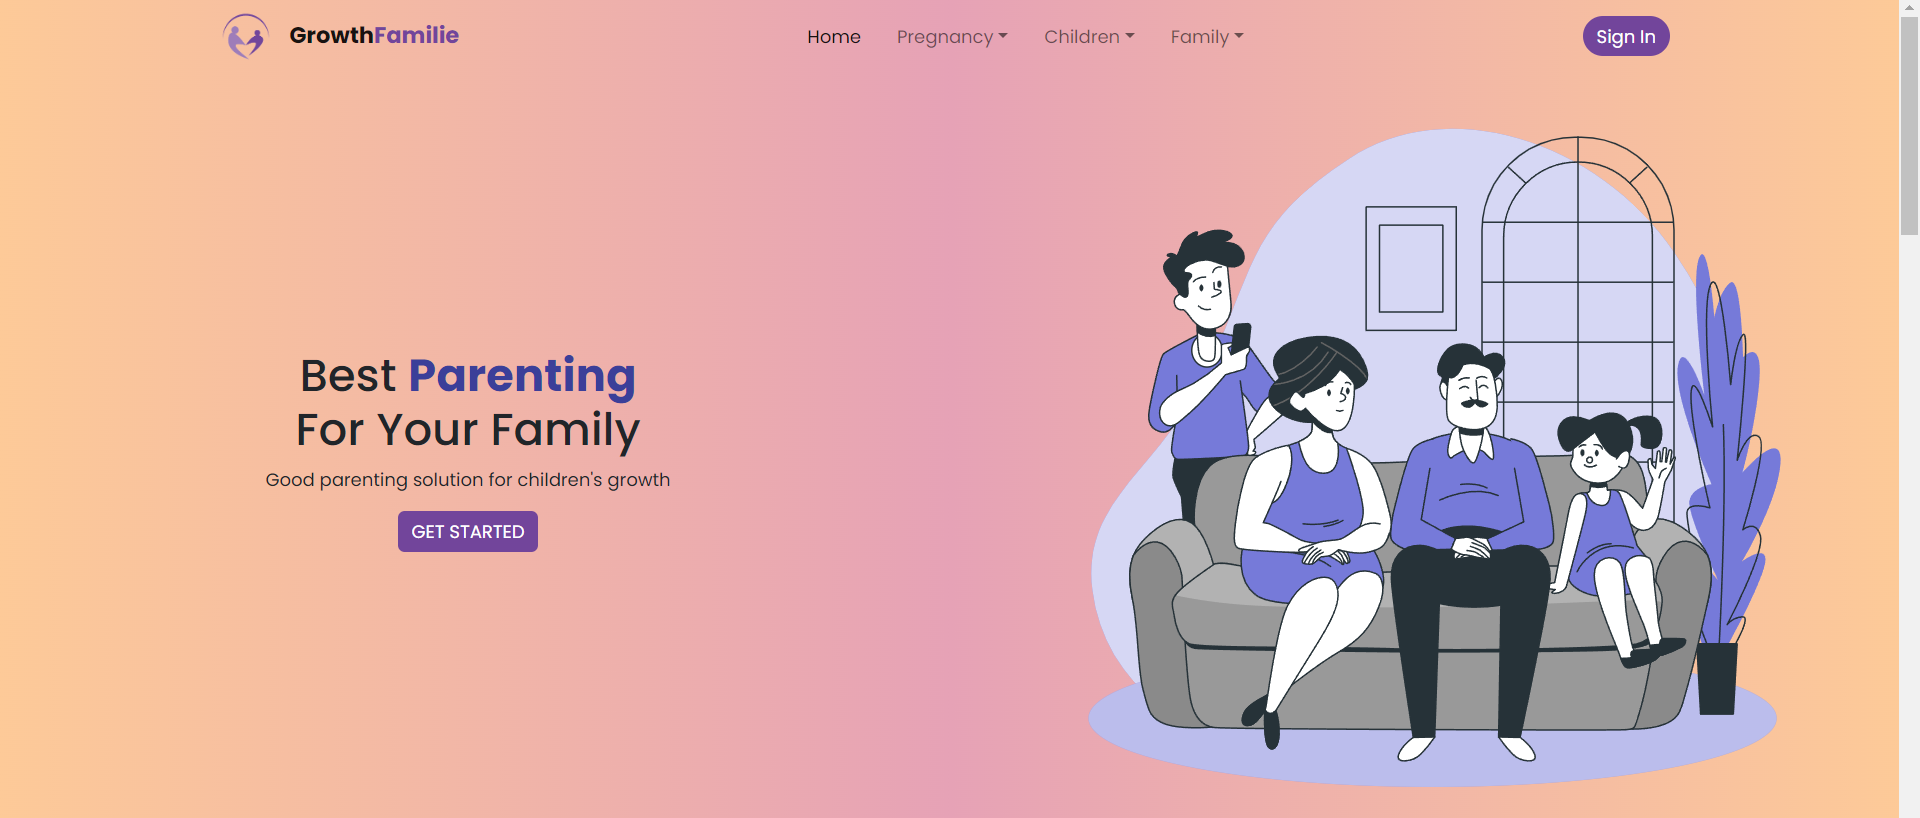 GrowthFamilie
Home
Pregnancy
Children
Family
Sign In
Best Parenting
For Your Family
Good parenting solution for children's growth
GET STARTED